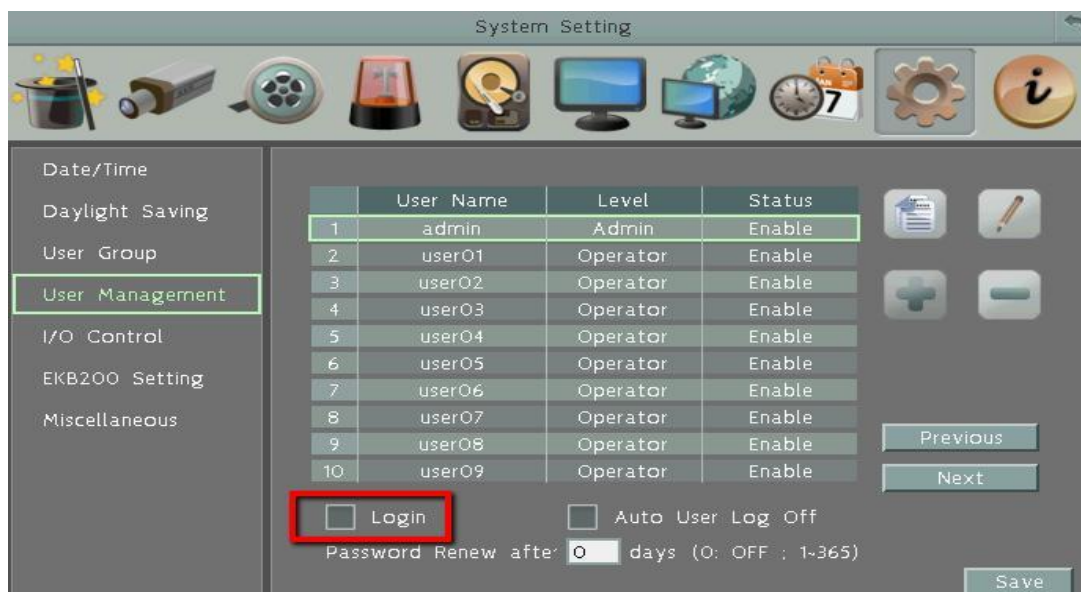 System Setting
7
i
Date/Time
Daylight Saving
User Group
User Management
I/O Control
EKB200 Setting
Miscellaneous
User Name Level Status
1 admin Admin Enable
2 user01 Operator Enable
3 user02 Operator Enable
4 user03 Operator Enable
5 user04 Operator Enable
6 user05 Operator Enable
7 user06 Operator Enable
8 user07 Operator Enable
9 user08 Operator Enable
10 user09 Operator Enable
Previous
Next
Login Auto User Log Off
Password Renew after 0 days (0: OFF ; 1~365)
Save